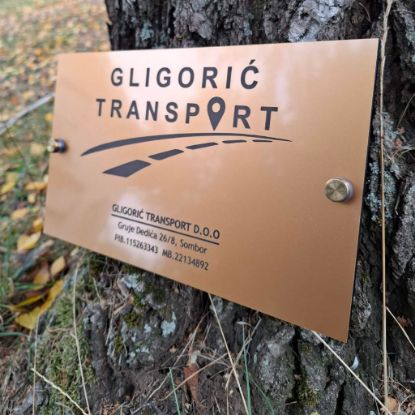 GLIGORIĆ
TRANSPORT
GLIGORIĆ TRANSPORT D.O.O
Gruje Dedića 26/8, Sombor
PIB.115263343 MB.22134892